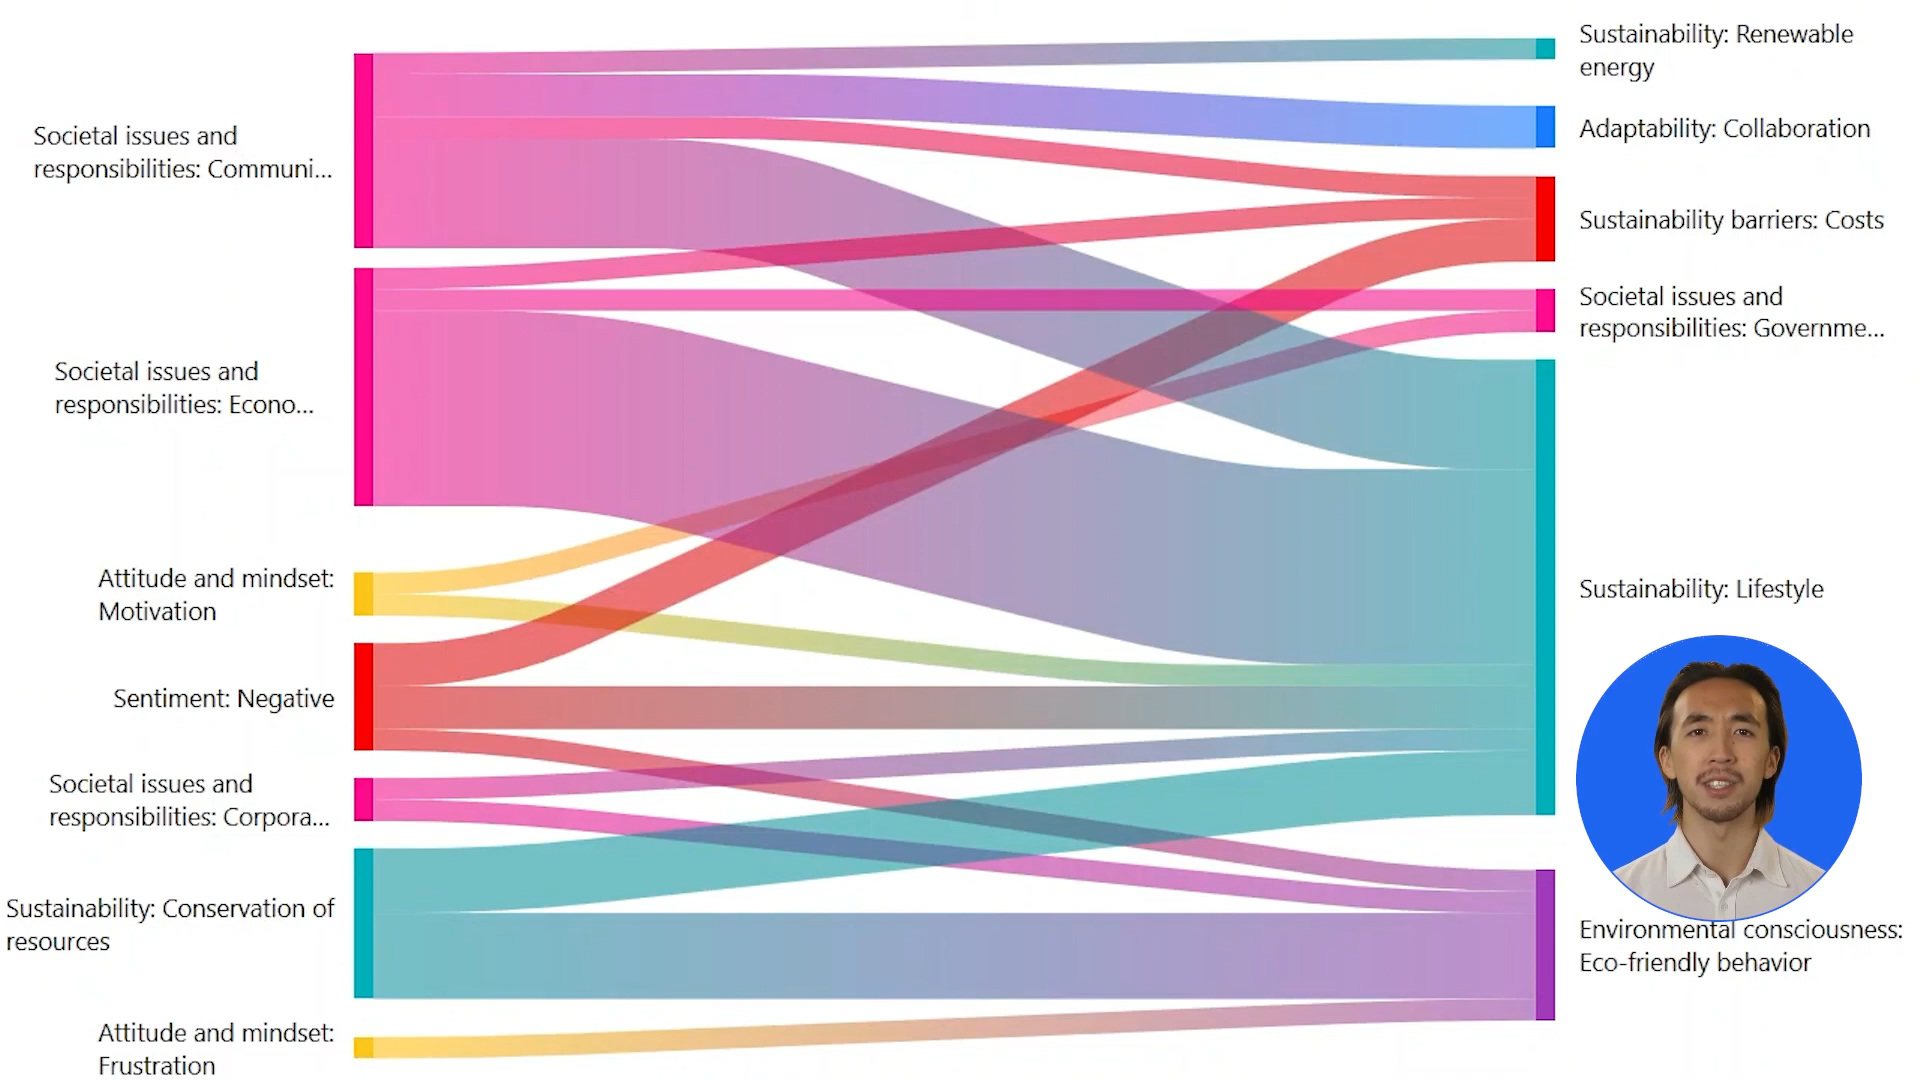 Societal issues and
responsibilities: Communi...
Societal issues and
responsibilities: Econo...
Attitude and mindset:
Motivation
Sentiment: Negative
Societal issues and
responsibilities: Corpora...
Sustainability: Conservation of
resources
Attitude and mindset:
Frustration
Sustainability: Renewable
energy
Adaptability: Collaboration
Sustainability barriers: Costs
Societal issues and
responsibilities: Governme...
Sustainability: Lifestyle
Environmental consciousness:
Eco-friendly behavior